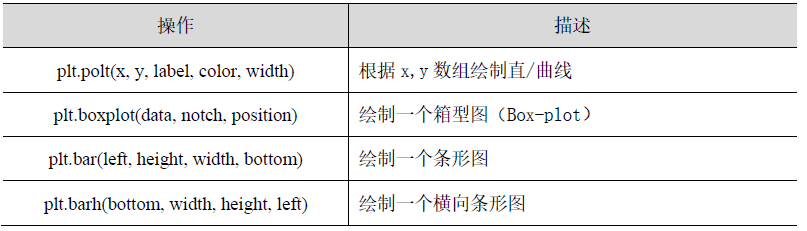 操作 描述
plt.polt(x, y, label, color, width) 根据 x,y 数组绘制直/曲线
plt.boxplot(data, notch, position) 绘制一个箱型图（Box-plot）
plt.bar(left, height, width, bottom) 绘制一个条形图
plt.barh(bottom, width, height, left) 绘制一个横向条形图